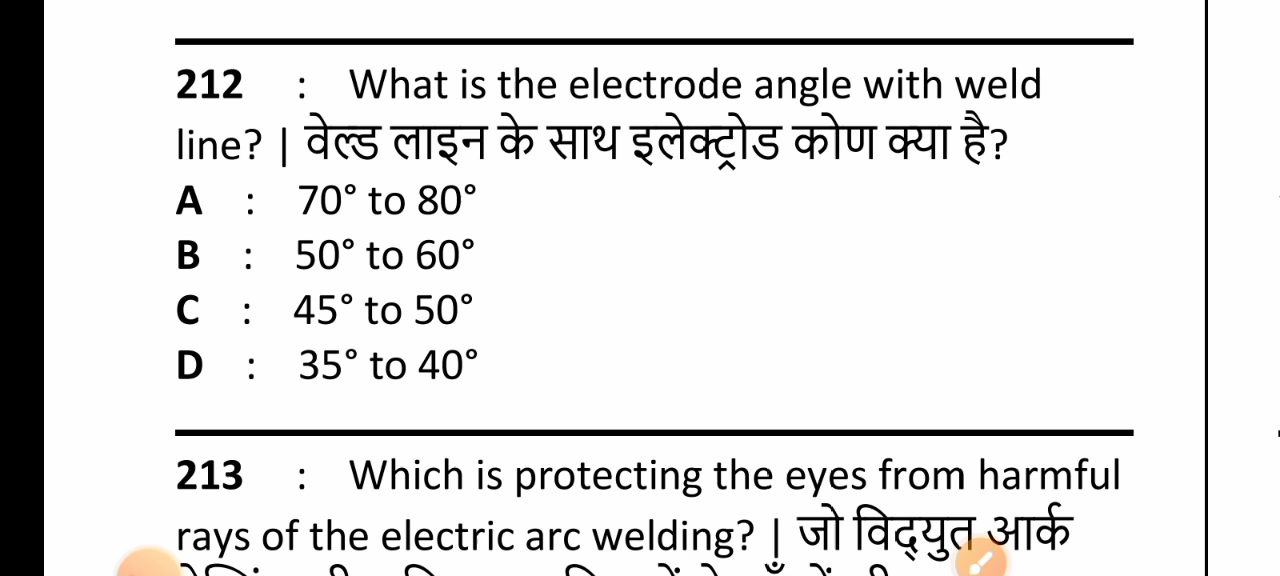 212 : What is the electrode angle with weld
line? | वेल्ड लाइन के साथ इलेक्ट्रोड कोण क्या है?
A : 70° to 80°
B : 50° to 60°
C : 45° to 50°
D : 35° to 40°
213 : Which is protecting the eyes from harmful
rays of the electric arc welding? | जो विद्युत आर्क